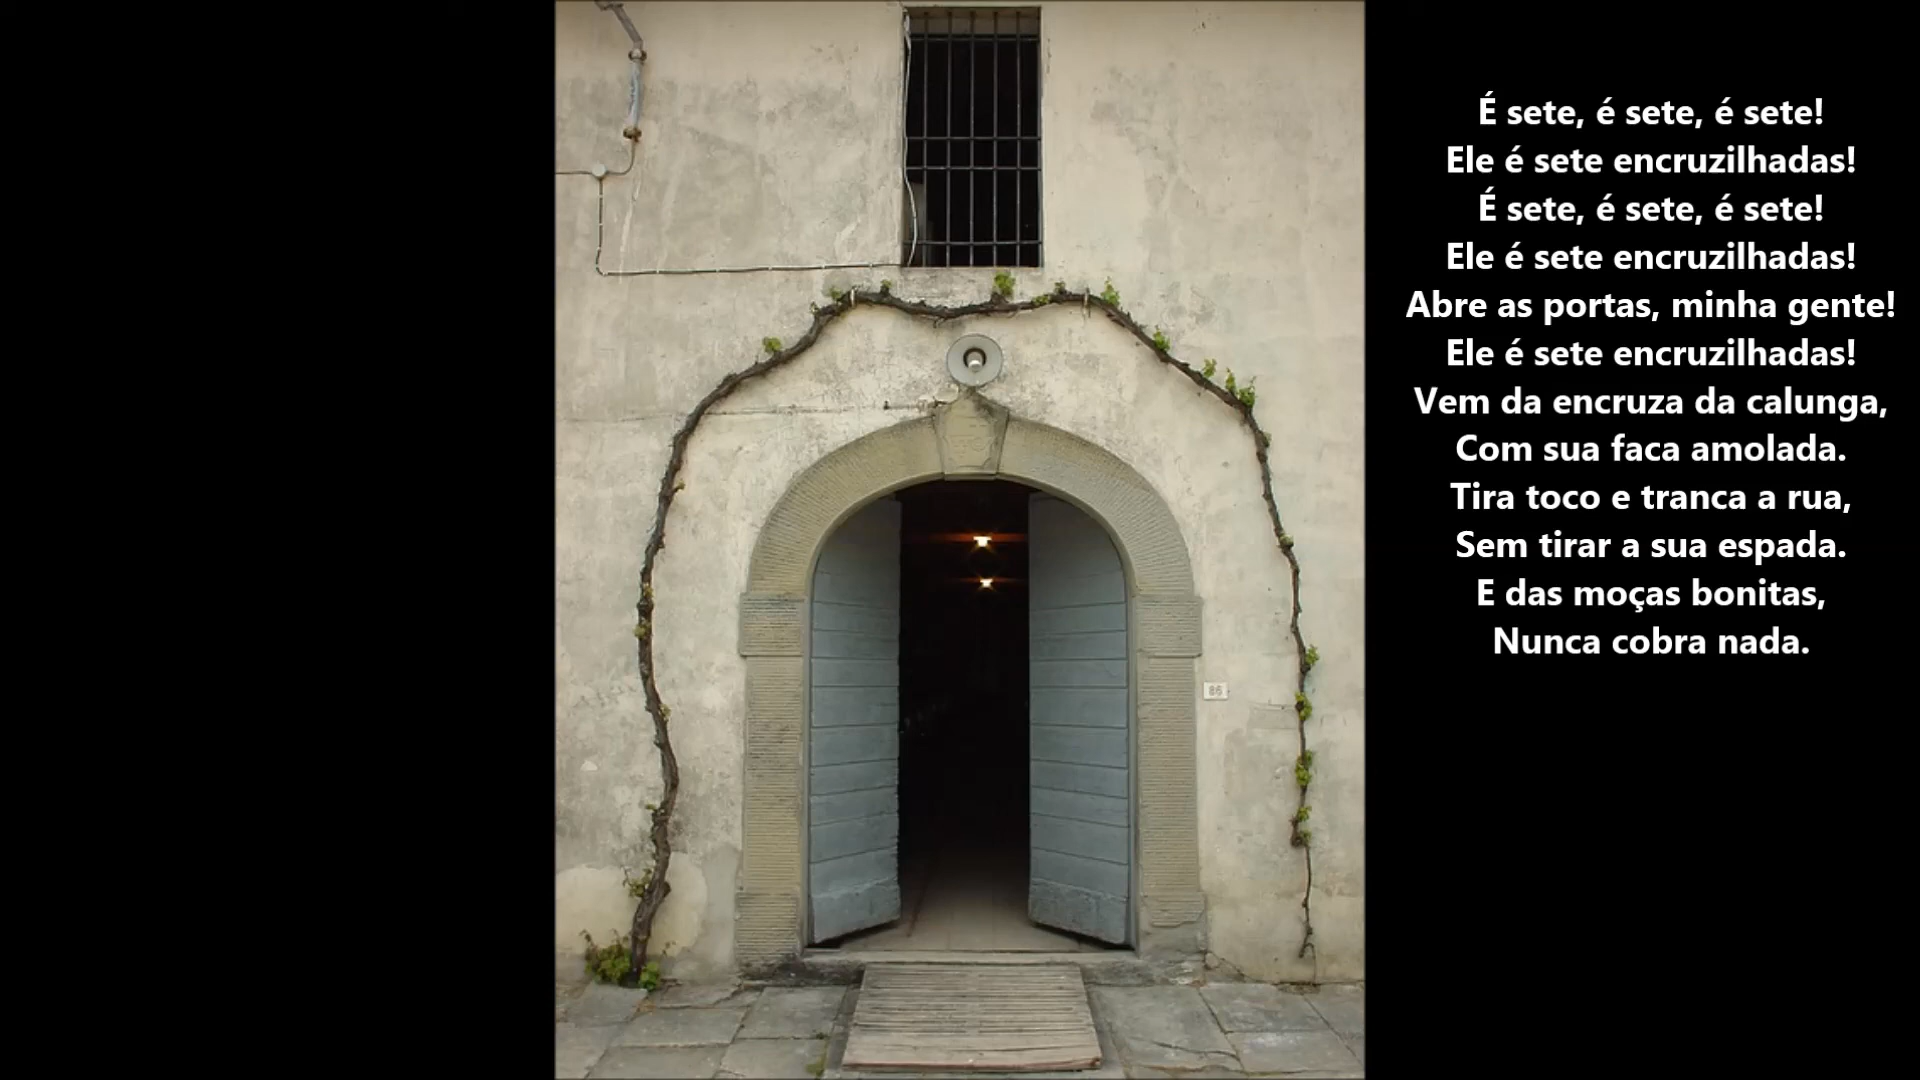 É sete, é sete, é sete!
Ele é sete encruzilhadas!
É sete, é sete, é sete!
Ele é sete encruzilhadas!
Abre as portas, minha gente!
Ele é sete encruzilhadas!
Vem da encruza da calunga,
Com sua faca amolada.
Tira toco e tranca a rua,
Sem tirar a sua espada.
E das moças bonitas,
Nunca cobra nada.
86